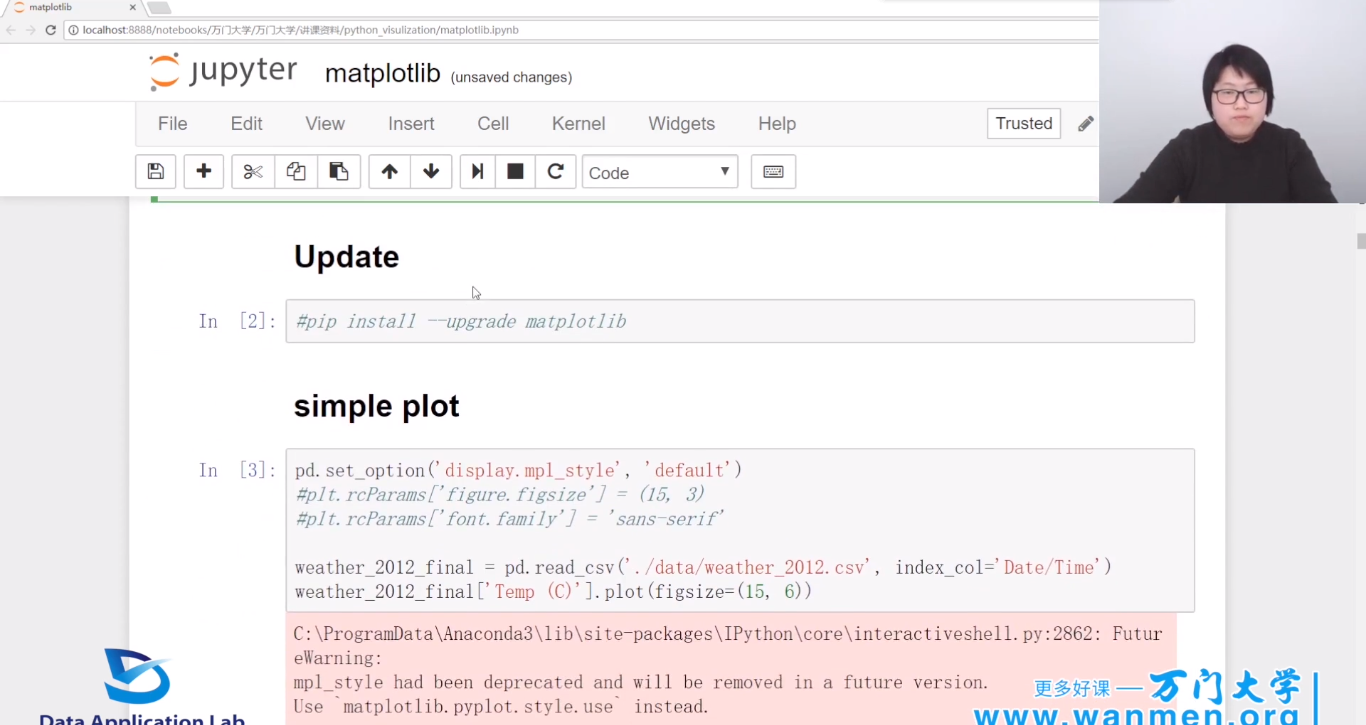 matplotlib
localhost:8888/notebooks/万门大学/万门大学/讲课资料/python_visulization/matplotlib.ipynb
jupyter matplotlib (unsaved changes)
File Edit View Insert Cell Kernel Widgets Help Trusted
Code
Update
In [2]: #pip install --upgrade matplotlib
simple plot
In [3]: pd.set_option('display.mpl_style', 'default')
#plt.rcParams['figure.figsize'] = (15, 3)
#plt.rcParams['font.family'] = 'sans-serif'
weather_2012_final = pd.read_csv('./data/weather_2012.csv', index_col='Date/Time')
weather_2012_final['Temp (C)'].plot(figsize=(15, 6))
C:\ProgramData\Anaconda3\lib\site-packages\IPython\core\interactiveshell.py:2862: Futur
eWarning:
mpl_style had been deprecated and will be removed in a future version.
Use `matplotlib.pyplot.style.use` instead.
更多好课 — 万门大学
www.wanmen.org
Data Application Lab